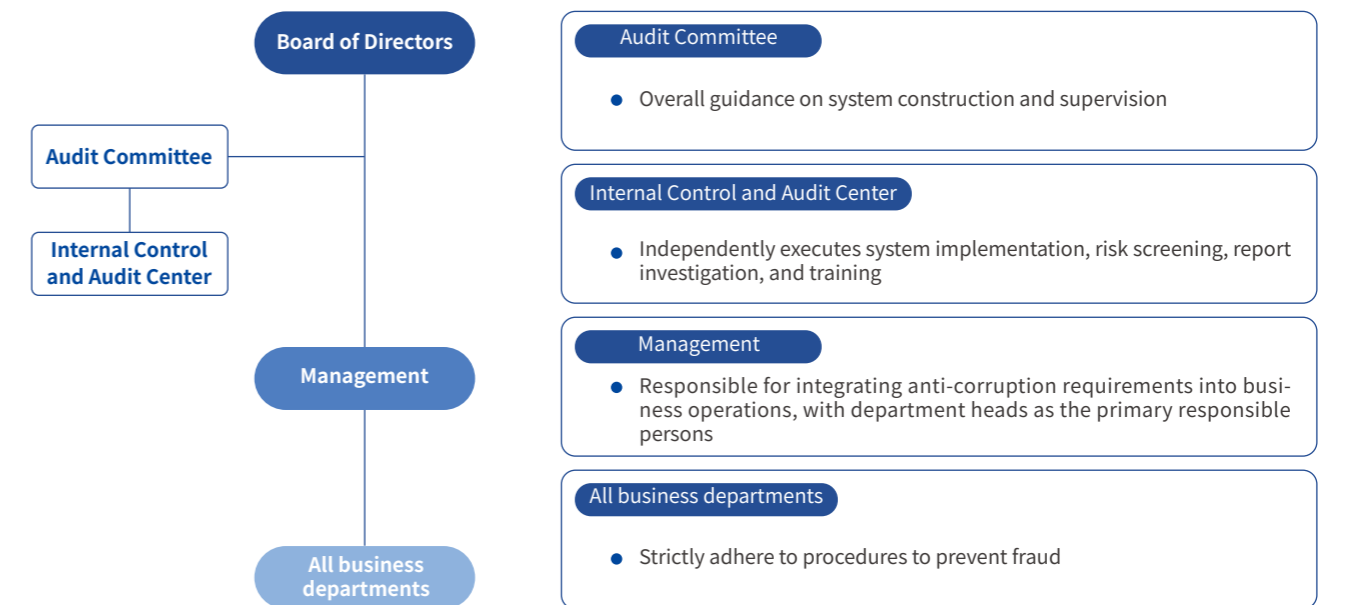 Board of Directors
Audit Committee
Internal Control
and Audit Center
Management
All business
departments
Audit Committee
Overall guidance on system construction and supervision
Internal Control and Audit Center
Independently executes system implementation, risk screening, report
investigation, and training
Management
Responsible for integrating anti-corruption requirements into busi-
ness operations, with department heads as the primary responsible
persons
All business departments
Strictly adhere to procedures to prevent fraud